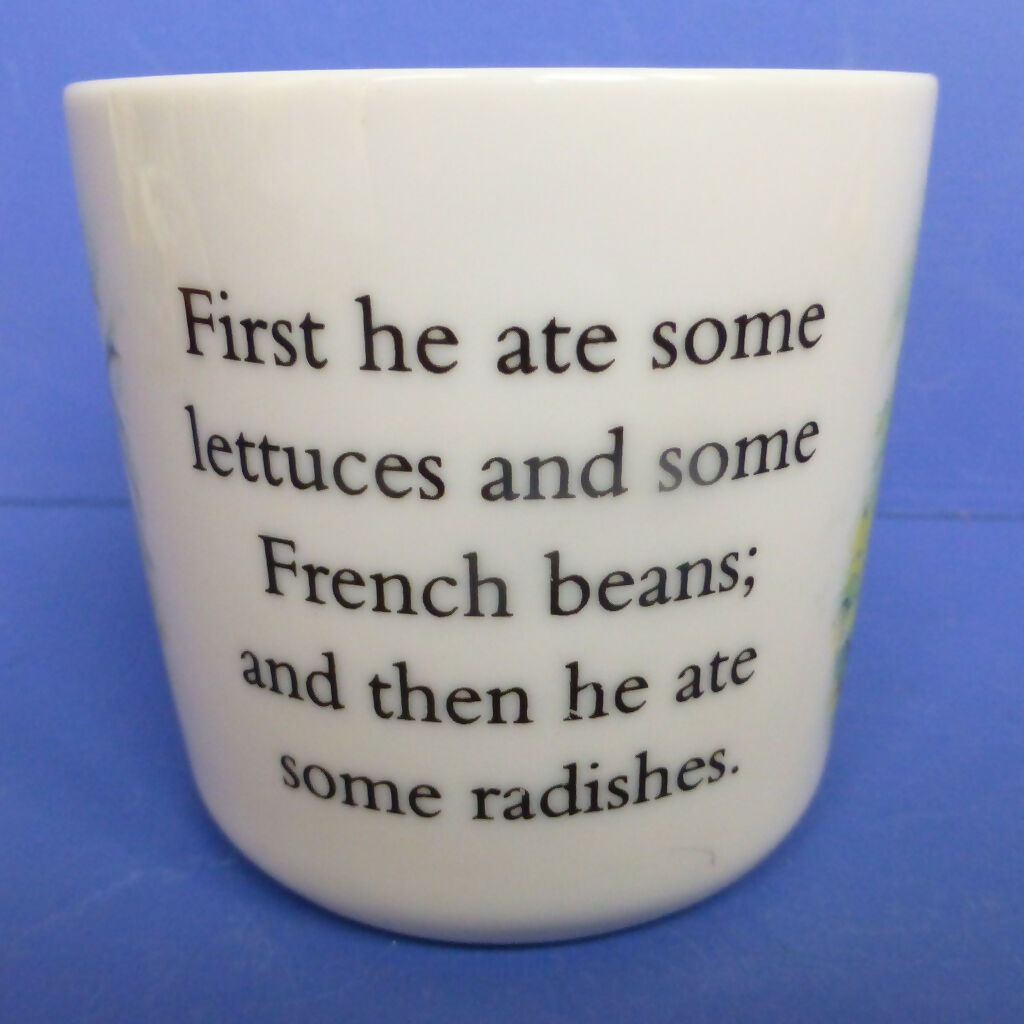 First he ate some
lettuces and some
French beans;
and then he ate
some radishes.